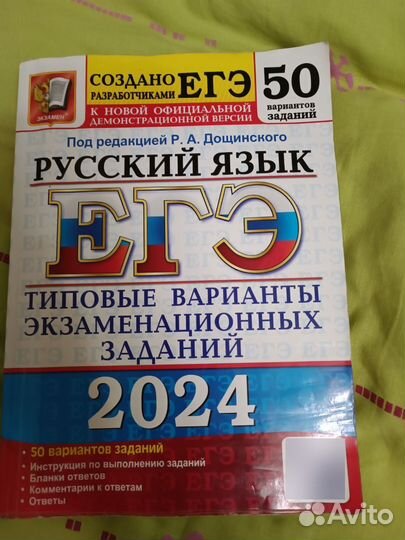 СОЗДАНО
РАЗРАБОТЧИКАМИ
ЕГЭ
50
вариантов
заданий
К НОВОЙ ОФИЦИАЛЬНОЙ
ДЕМОНСТРАЦИОННОЙ ВЕРСИИ
ЭКЗАМЕН
Под редакцией Р. А. Дощинского
РУССКИЙ ЯЗЫК
ЕГЭ
ТИПОВЫЕ ВАРИАНТЫ
ЭКЗАМЕНАЦИОННЫХ
ЗАДАНИЙ
2024
• 50 вариантов заданий
• Инструкция по выполнению заданий
• Бланки ответов
• Комментарии к ответам
• Ответы
Avito